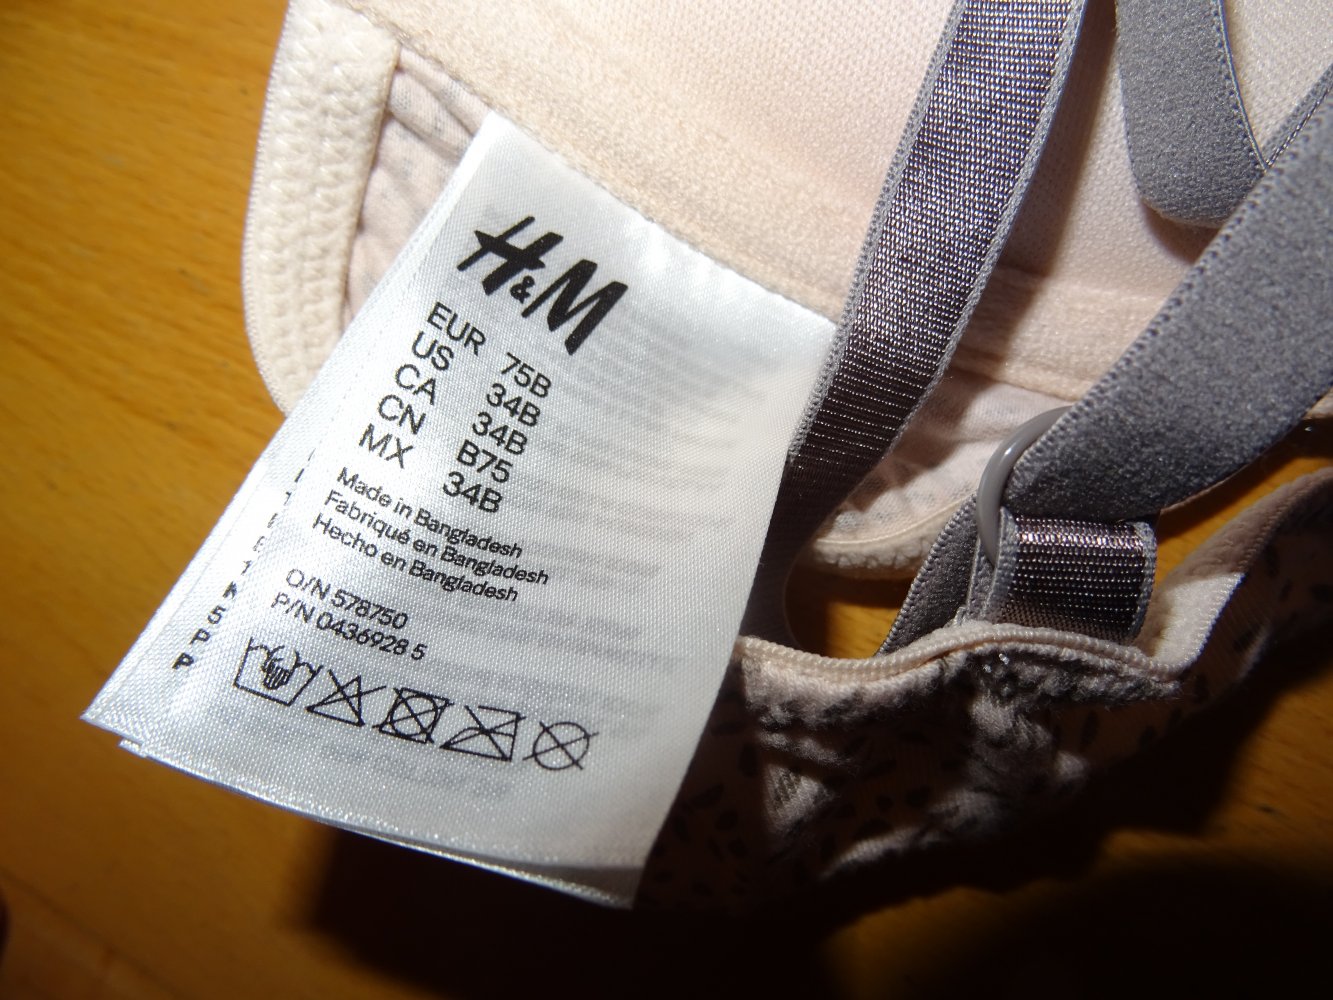 H&M
EUR 75B
US 34B
CA 34B
CN B75
MX 34B
Made in Bangladesh
Fabriqué en Bangladesh
Hecho en Bangladesh
O/N 578750
P/N 0436928 5